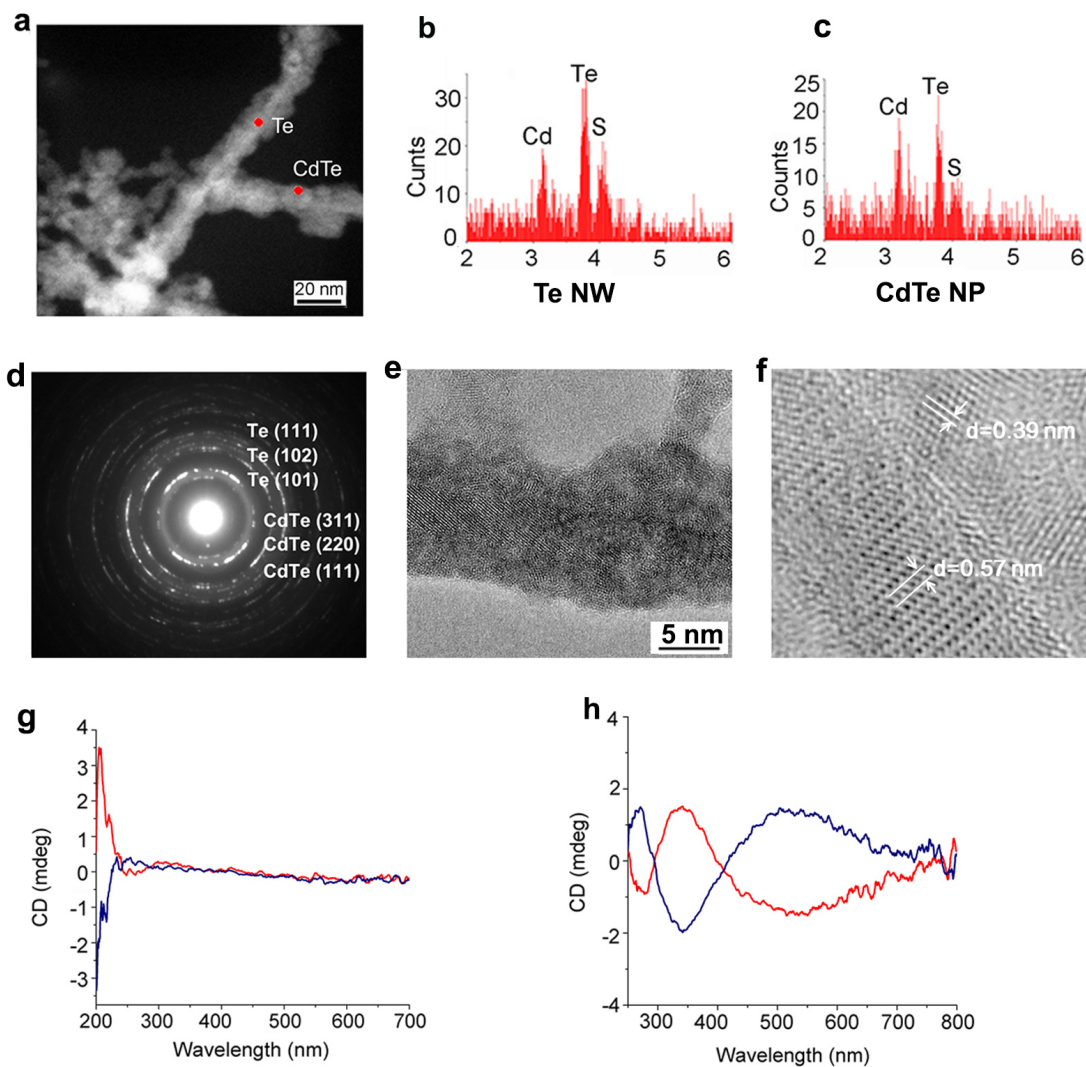 a
Te
CdTe
20 nm
b
Cunts
30
20
10
0
Cd
Te
S
2 3 4 5 6
Te NW
c
Counts
25
20
15
10
5
0
Cd
Te
S
2 3 4 5 6
CdTe NP
d
Te (111)
Te (102)
Te (101)
CdTe (311)
CdTe (220)
CdTe (111)
e
5 nm
f
d=0.39 nm
d=0.57 nm
g
CD (mdeg)
4
3
2
1
0
-1
-2
-3
200 300 400 500 600 700
Wavelength (nm)
h
CD (mdeg)
4
2
0
-2
-4
300 400 500 600 700 800
Wavelength (nm)